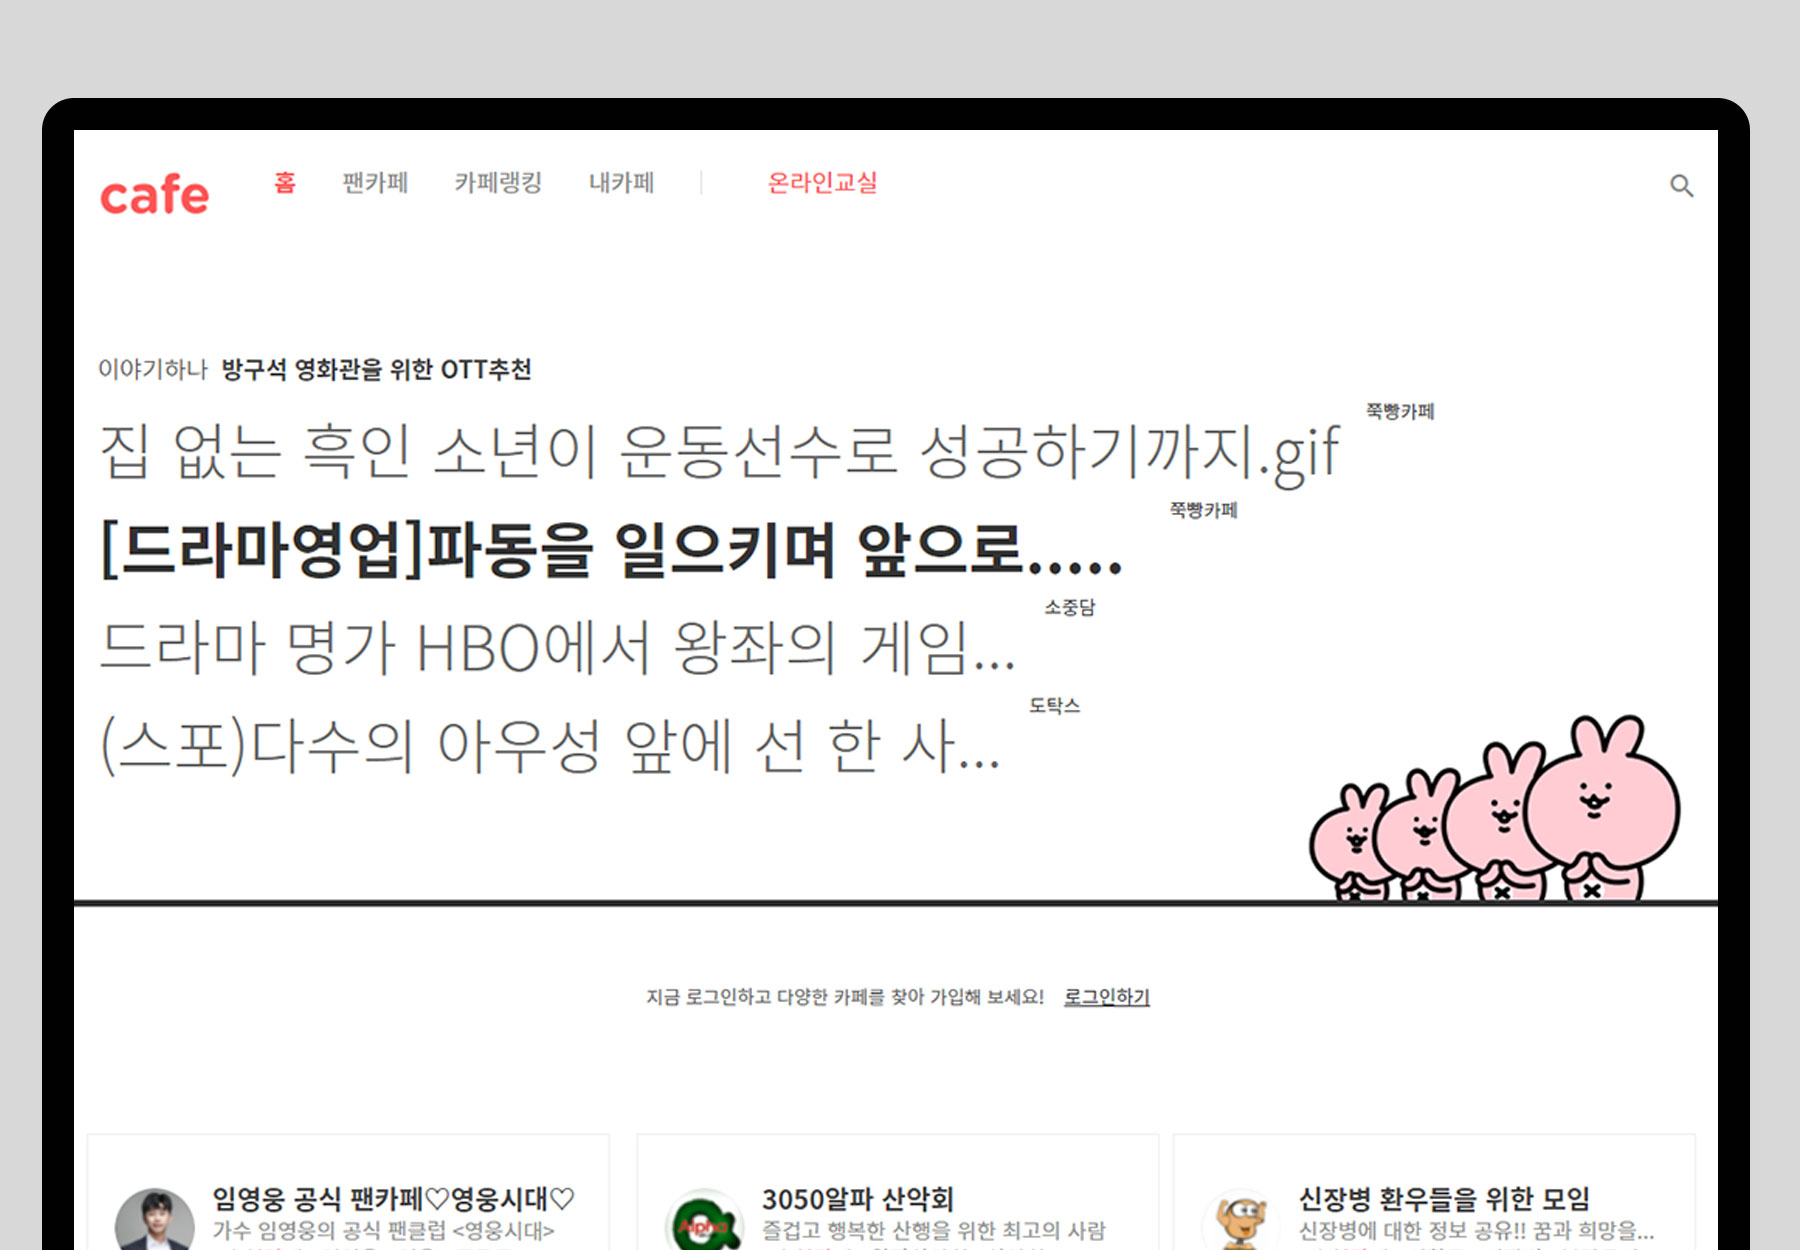 cafe 홈 팬카페 카페랭킹 내카페 온라인교실
이야기하나 방구석 영화관을 위한 OTT추천
집 없는 흑인 소년이 운동선수로 성공하기까지.gif 쭉빵카페
[드라마영업]파동을 일으키며 앞으로..... 쭉빵카페
드라마 명가 HBO에서 왕좌의 게임... 소중담
(스포)다수의 아우성 앞에 선 한 사... 도탁스
지금 로그인하고 다양한 카페를 찾아 가입해 보세요! 로그인하기
임영웅 공식 팬카페♡영웅시대♡
가수 임영웅의 공식 팬클럽 <영웅시대>
Alpha
3050알파 산악회
즐겁고 행복한 산행을 위한 최고의 사람
신장병 환우들을 위한 모임
신장병에 대한 정보 공유!! 꿈과 희망을...